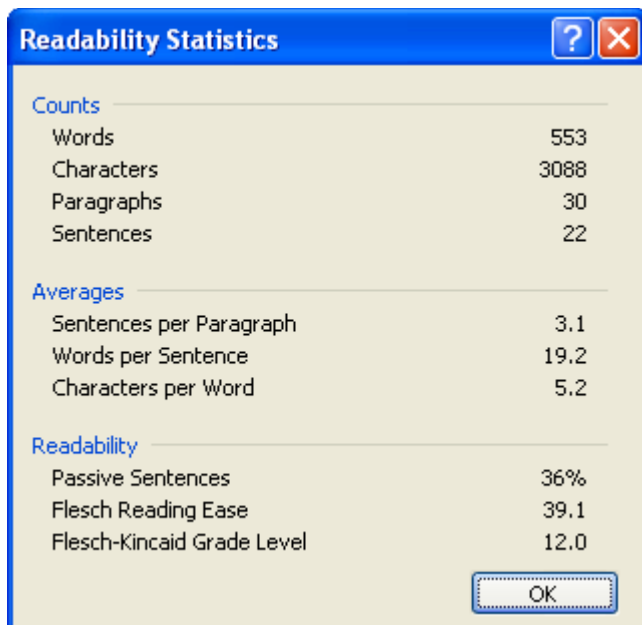 Readability Statistics ?
Counts
Words 553
Characters 3088
Paragraphs 30
Sentences 22
Averages
Sentences per Paragraph 3.1
Words per Sentence 19.2
Characters per Word 5.2
Readability
Passive Sentences 36%
Flesch Reading Ease 39.1
Flesch-Kincaid Grade Level 12.0
OK